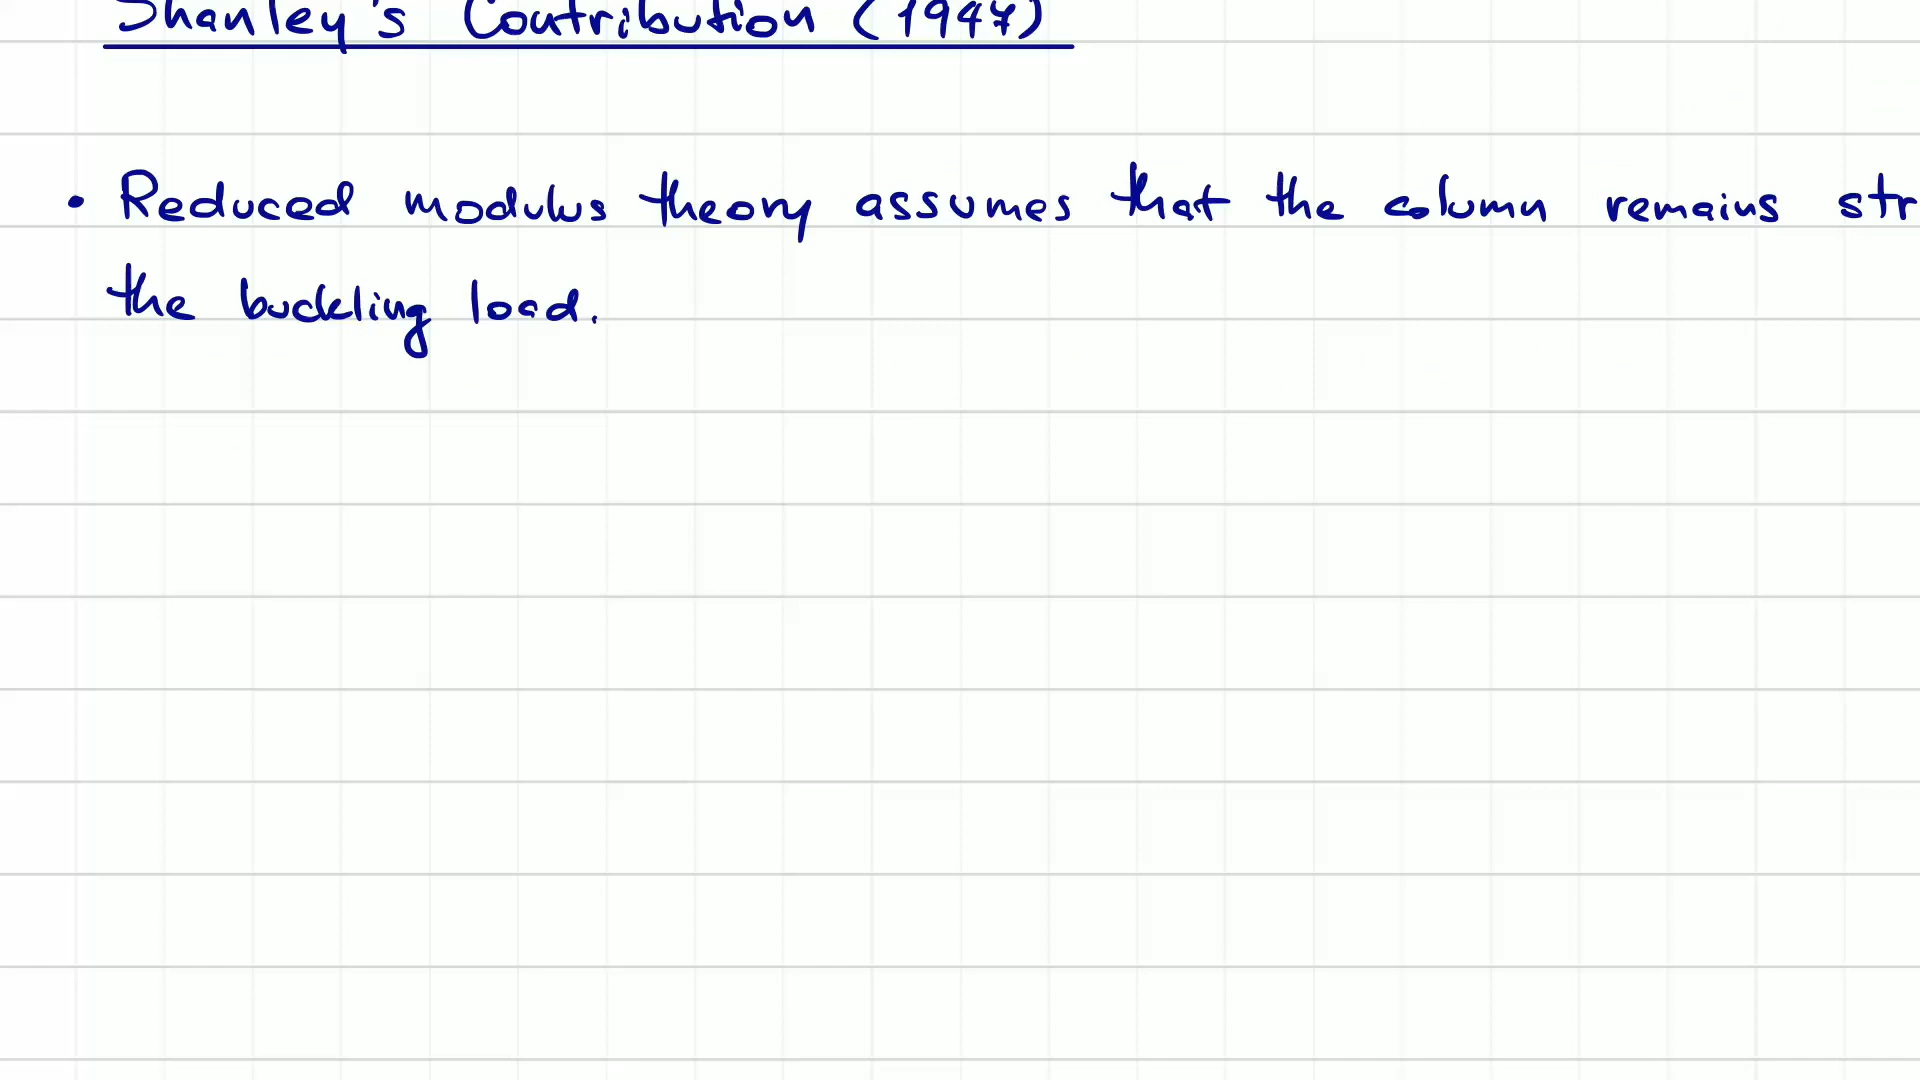 Shanley's Contribution (1947)
• Reduced modulus theory assumes that the column remains str
the buckling load.